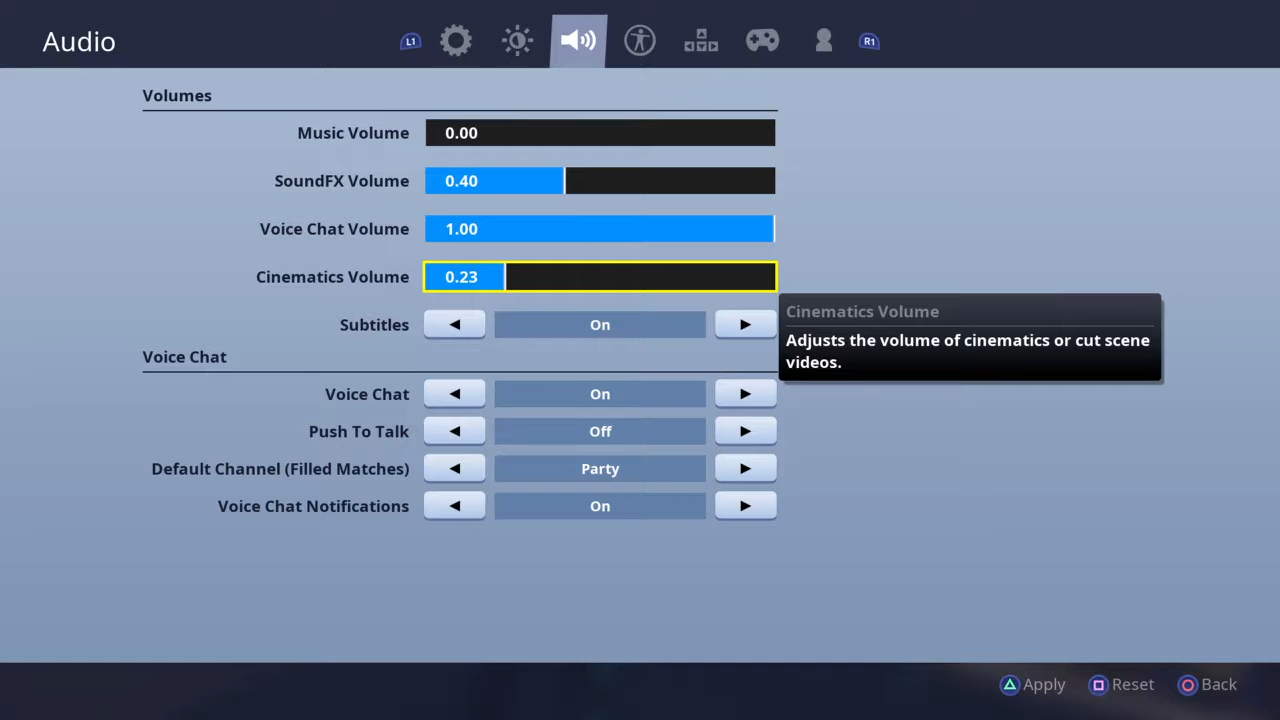 Audio
L1
R1
Volumes
Music Volume 0.00
SoundFX Volume 0.40
Voice Chat Volume 1.00
Cinematics Volume 0.23
Cinematics Volume
Adjusts the volume of cinematics or cut scene
videos.
Subtitles On
Voice Chat
Voice Chat On
Push To Talk Off
Default Channel (Filled Matches) Party
Voice Chat Notifications On
Apply Reset Back